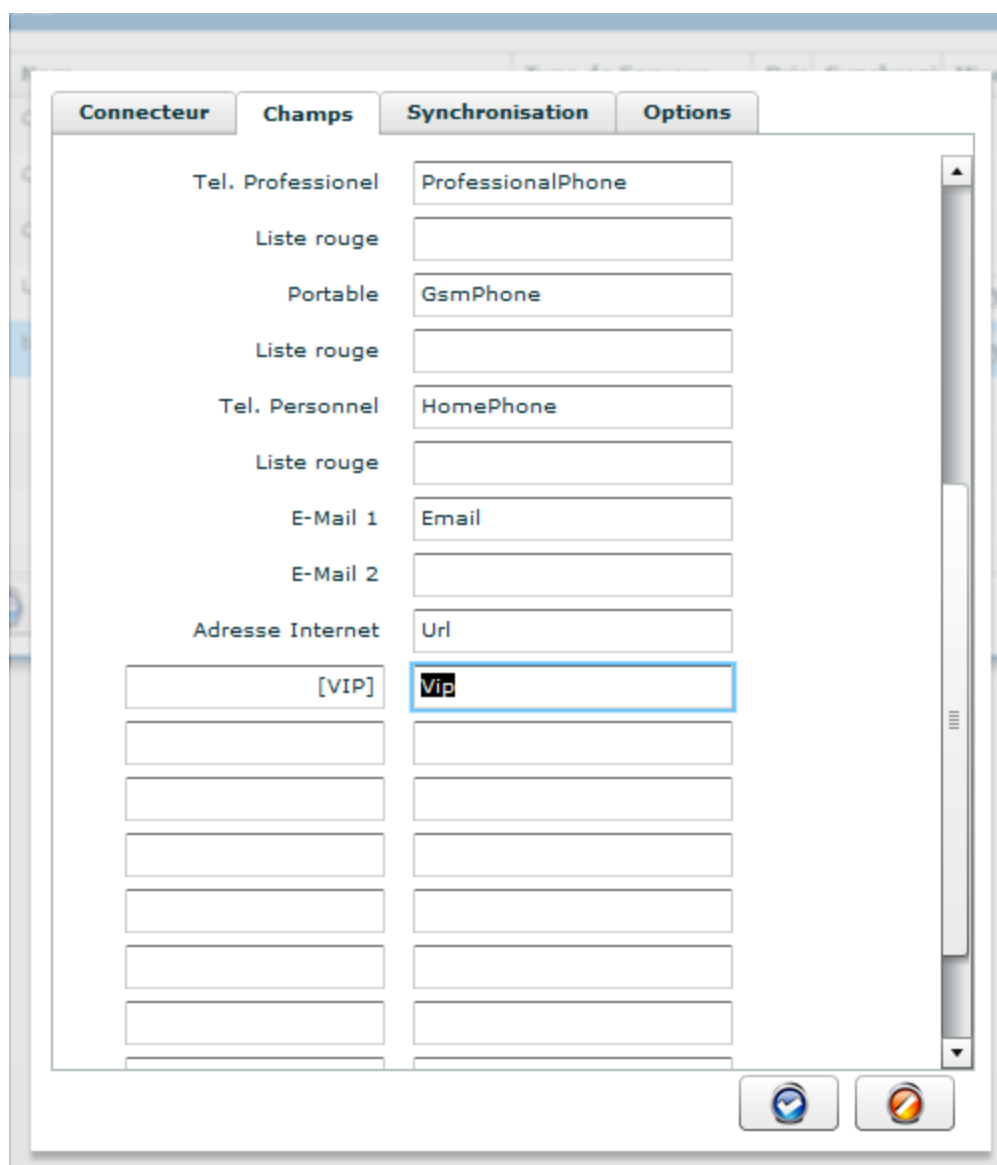 Connecteur Champs Synchronisation Options
Tel. Professionel ProfessionalPhone
Liste rouge
Portable GsmPhone
Liste rouge
Tel. Personnel HomePhone
Liste rouge
E-Mail 1 Email
E-Mail 2
Adresse Internet Url
[VIP] Vip